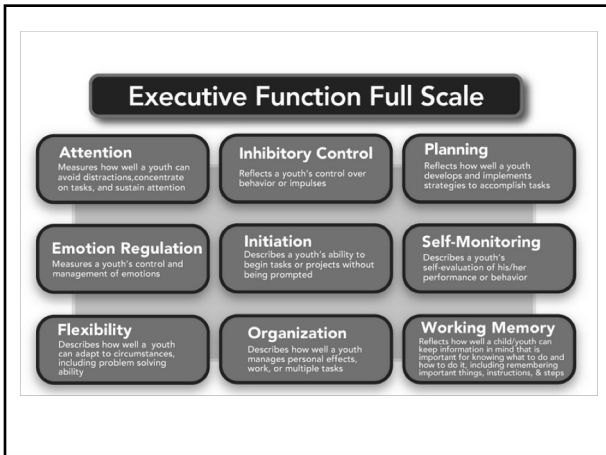 Executive Function Full Scale
Attention
Measures how well a youth can
avoid distractions,concentrate
on tasks, and sustain attention
Inhibitory Control
Reflects a youth's control over
behavior or impulses
Planning
Reflects how well a youth
develops and implements
strategies to accomplish tasks
Emotion Regulation
Measures a youth's control and
management of emotions
Initiation
Describes a youth's ability to
begin tasks or projects without
being prompted
Self-Monitoring
Describes a youth's
self-evaluation of his/her
performance or behavior
Flexibility
Describes how well a youth
can adapt to circumstances,
including problem solving
ability
Organization
Describes how well a youth
manages personal effects,
work, or multiple tasks
Working Memory
Reflects how well a child/youth can
keep information in mind that is
important for knowing what to do and
how to do it, including remembering
important things, instructions, & steps